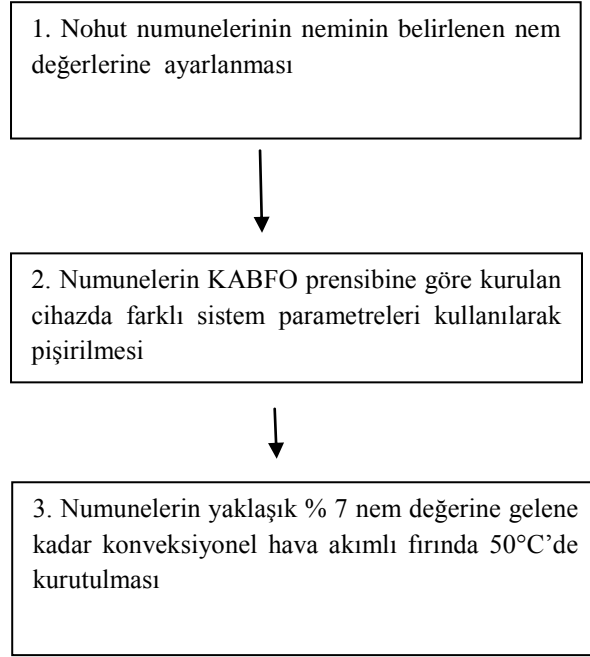 1. Nohut numunelerinin neminin belirlenen nem
değerlerine ayarlanması
2. Numunelerin KABFO prensibine göre kurulan
cihazda farklı sistem parametreleri kullanılarak
pişirilmesi
3. Numunelerin yaklaşık % 7 nem değerine gelene
kadar konveksiyonel hava akımlı fırında 50°C’de
kurutulması